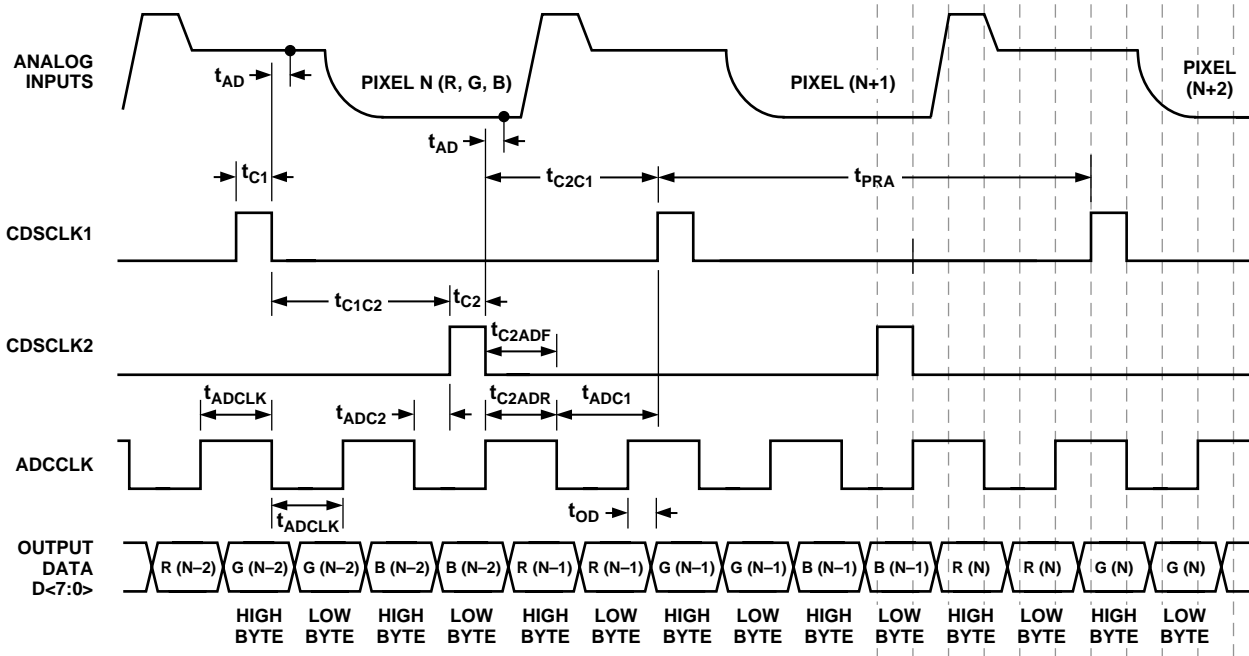 ANALOG
INPUTS
tAD
PIXEL N (R, G, B)
PIXEL (N+1)
PIXEL
(N+2)
tAD
tC1
tC2C1
tPRA
CDSCLK1
tC1C2
tC2
tC2ADF
CDSCLK2
tADCLK
tADC2
tC2ADR
tADC1
ADCCLK
tADCLK
tOD
OUTPUT
DATA
D<7:0>
R (N–2)
G (N–2)
G (N–2)
B (N–2)
B (N–2)
R (N–1)
R (N–1)
G (N–1)
G (N–1)
B (N–1)
B (N–1)
R (N)
R (N)
G (N)
G (N)
HIGH
BYTE
LOW
BYTE
HIGH
BYTE
LOW
BYTE
HIGH
BYTE
LOW
BYTE
HIGH
BYTE
LOW
BYTE
HIGH
BYTE
LOW
BYTE
HIGH
BYTE
LOW
BYTE
HIGH
BYTE
LOW
BYTE